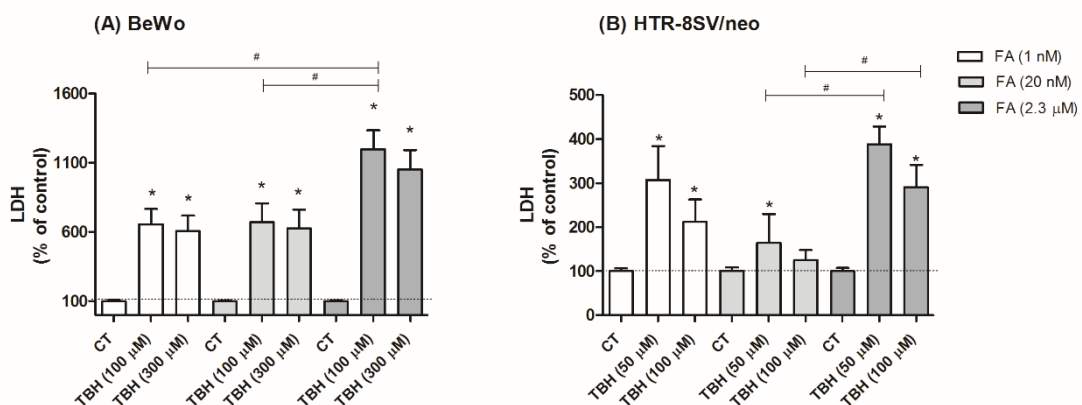 (A) BeWo
#
#
* * * * * *
1600
1100
600
100
LDH
(% of control)
CT
TBH (100 μM)
TBH (300 μM)
CT
TBH (100 μM)
TBH (300 μM)
CT
TBH (100 μM)
TBH (300 μM)
(B) HTR-8SV/neo
#
#
* * * * *
500
400
300
200
100
0
LDH
(% of control)
CT
TBH (50 μM)
TBH (100 μM)
CT
TBH (50 μM)
TBH (100 μM)
CT
TBH (50 μM)
TBH (100 μM)
FA (1 nM)
FA (20 nM)
FA (2.3 μM)